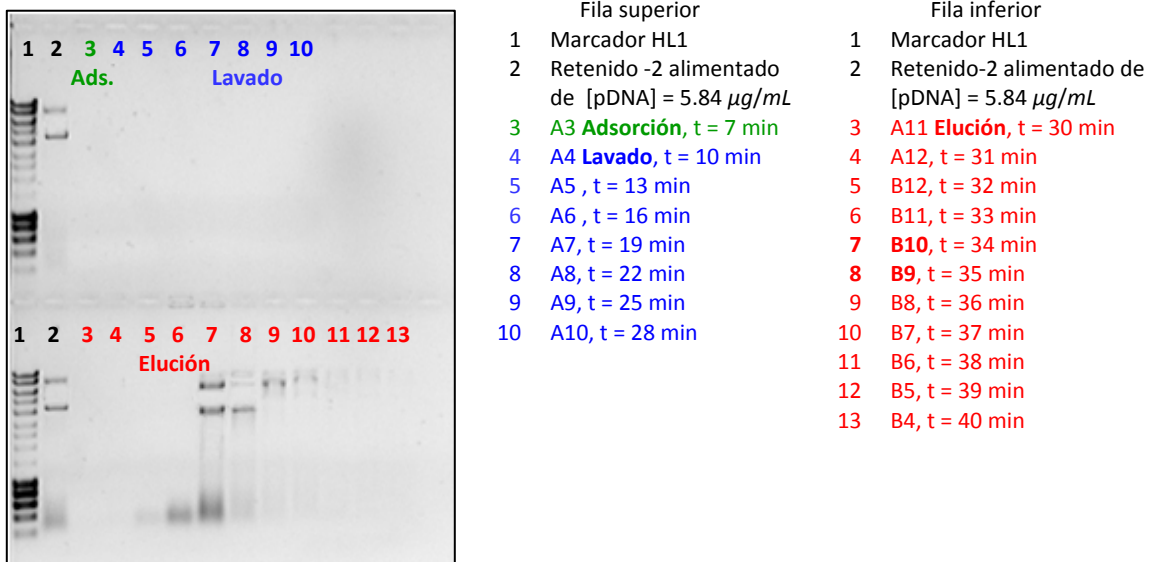 1 2 3 4 5 6 7 8 9 10
Ads. Lavado
1 2 3 4 5 6 7 8 9 10 11 12 13
Elución
Fila superior
1 Marcador HL1
2 Retenido -2 alimentado
de [pDNA] = 5.84 µg/mL
3 A3 Adsorción, t = 7 min
4 A4 Lavado, t = 10 min
5 A5 , t = 13 min
6 A6 , t = 16 min
7 A7, t = 19 min
8 A8, t = 22 min
9 A9, t = 25 min
10 A10, t = 28 min
Fila inferior
1 Marcador HL1
2 Retenido-2 alimentado de
[pDNA] = 5.84 µg/mL
3 A11 Elución, t = 30 min
4 A12, t = 31 min
5 B12, t = 32 min
6 B11, t = 33 min
7 B10, t = 34 min
8 B9, t = 35 min
9 B8, t = 36 min
10 B7, t = 37 min
11 B6, t = 38 min
12 B5, t = 39 min
13 B4, t = 40 min